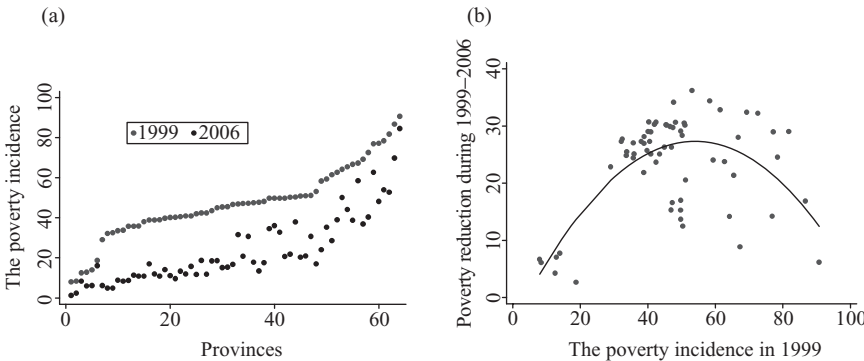 (a)
The poverty incidence
100
80
60
40
20
0
1999 2006
0 20 40 60
Provinces
(b)
Poverty reduction during 1999–2006
40
30
20
10
0
0 20 40 60 80 100
The poverty incidence in 1999